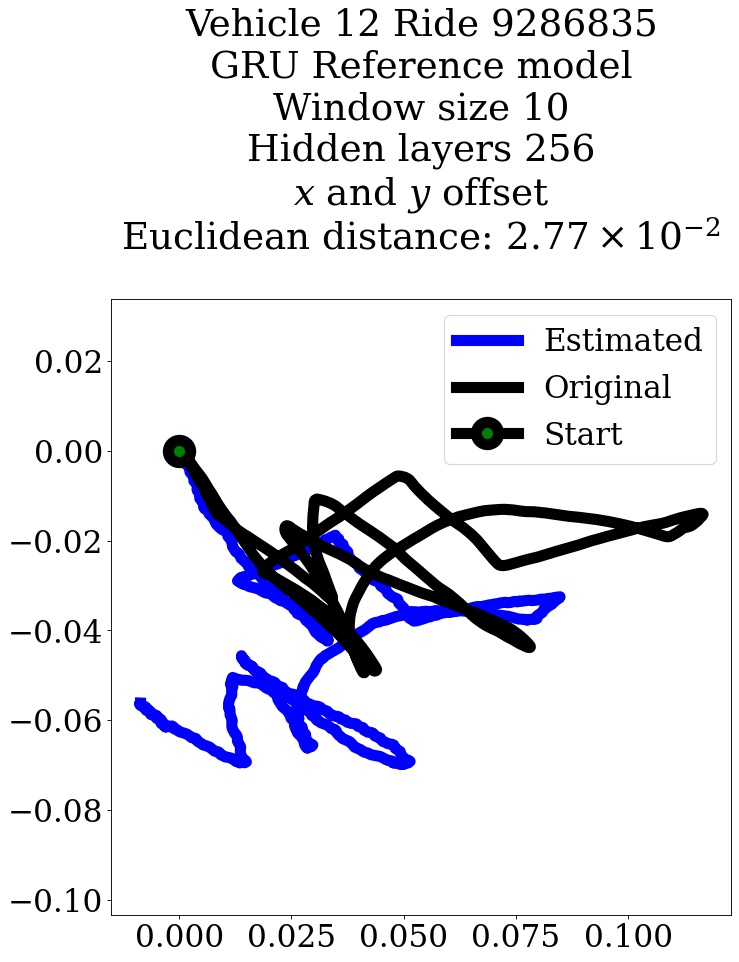 Vehicle 12 Ride 9286835
GRU Reference model
Window size 10
Hidden layers 256
x and y offset
Euclidean distance: 2.77 × 10⁻²
Estimated
Original
Start
0.02
0.00
−0.02
−0.04
−0.06
−0.08
−0.10
0.000 0.025 0.050 0.075 0.100